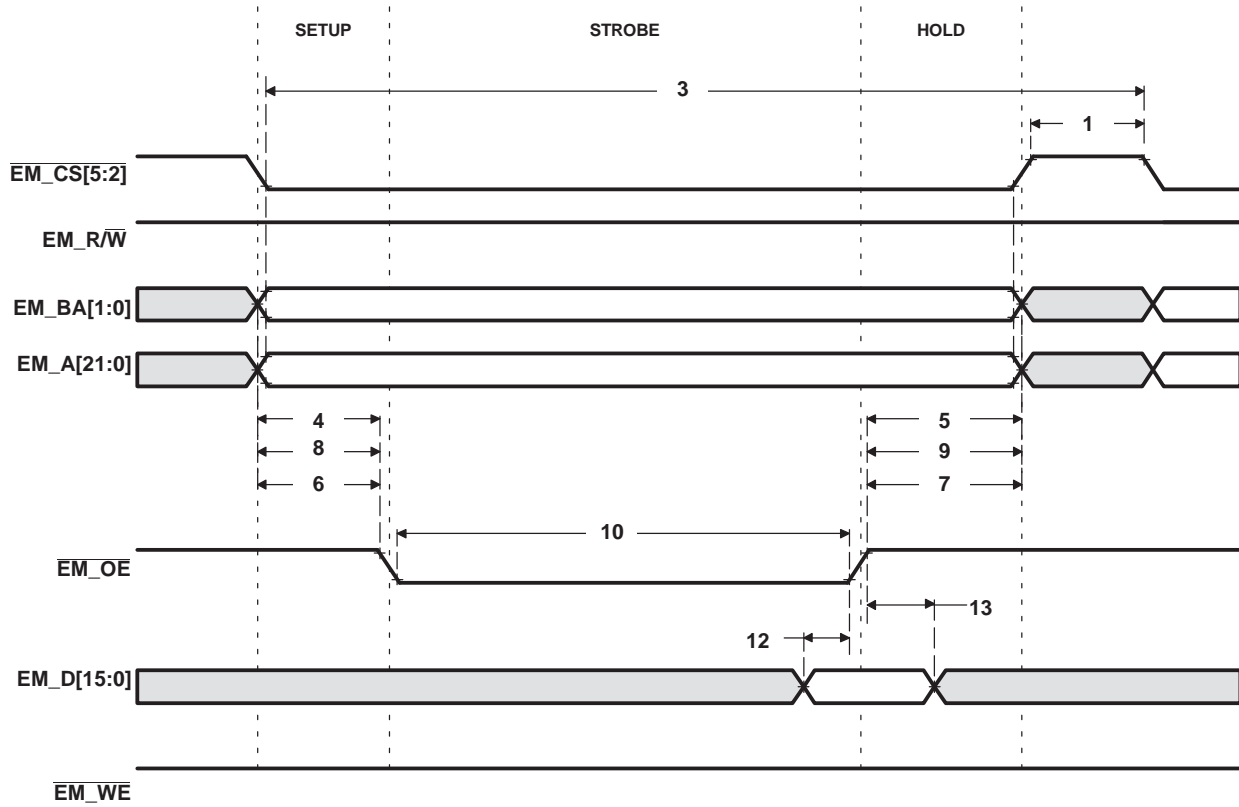 SETUP STROBE HOLD
3
1
EM_CS[5:2]
EM_R/W
EM_BA[1:0]
EM_A[21:0]
4 5
8 9
6 7
10
EM_OE
13
12
EM_D[15:0]
EM_WE